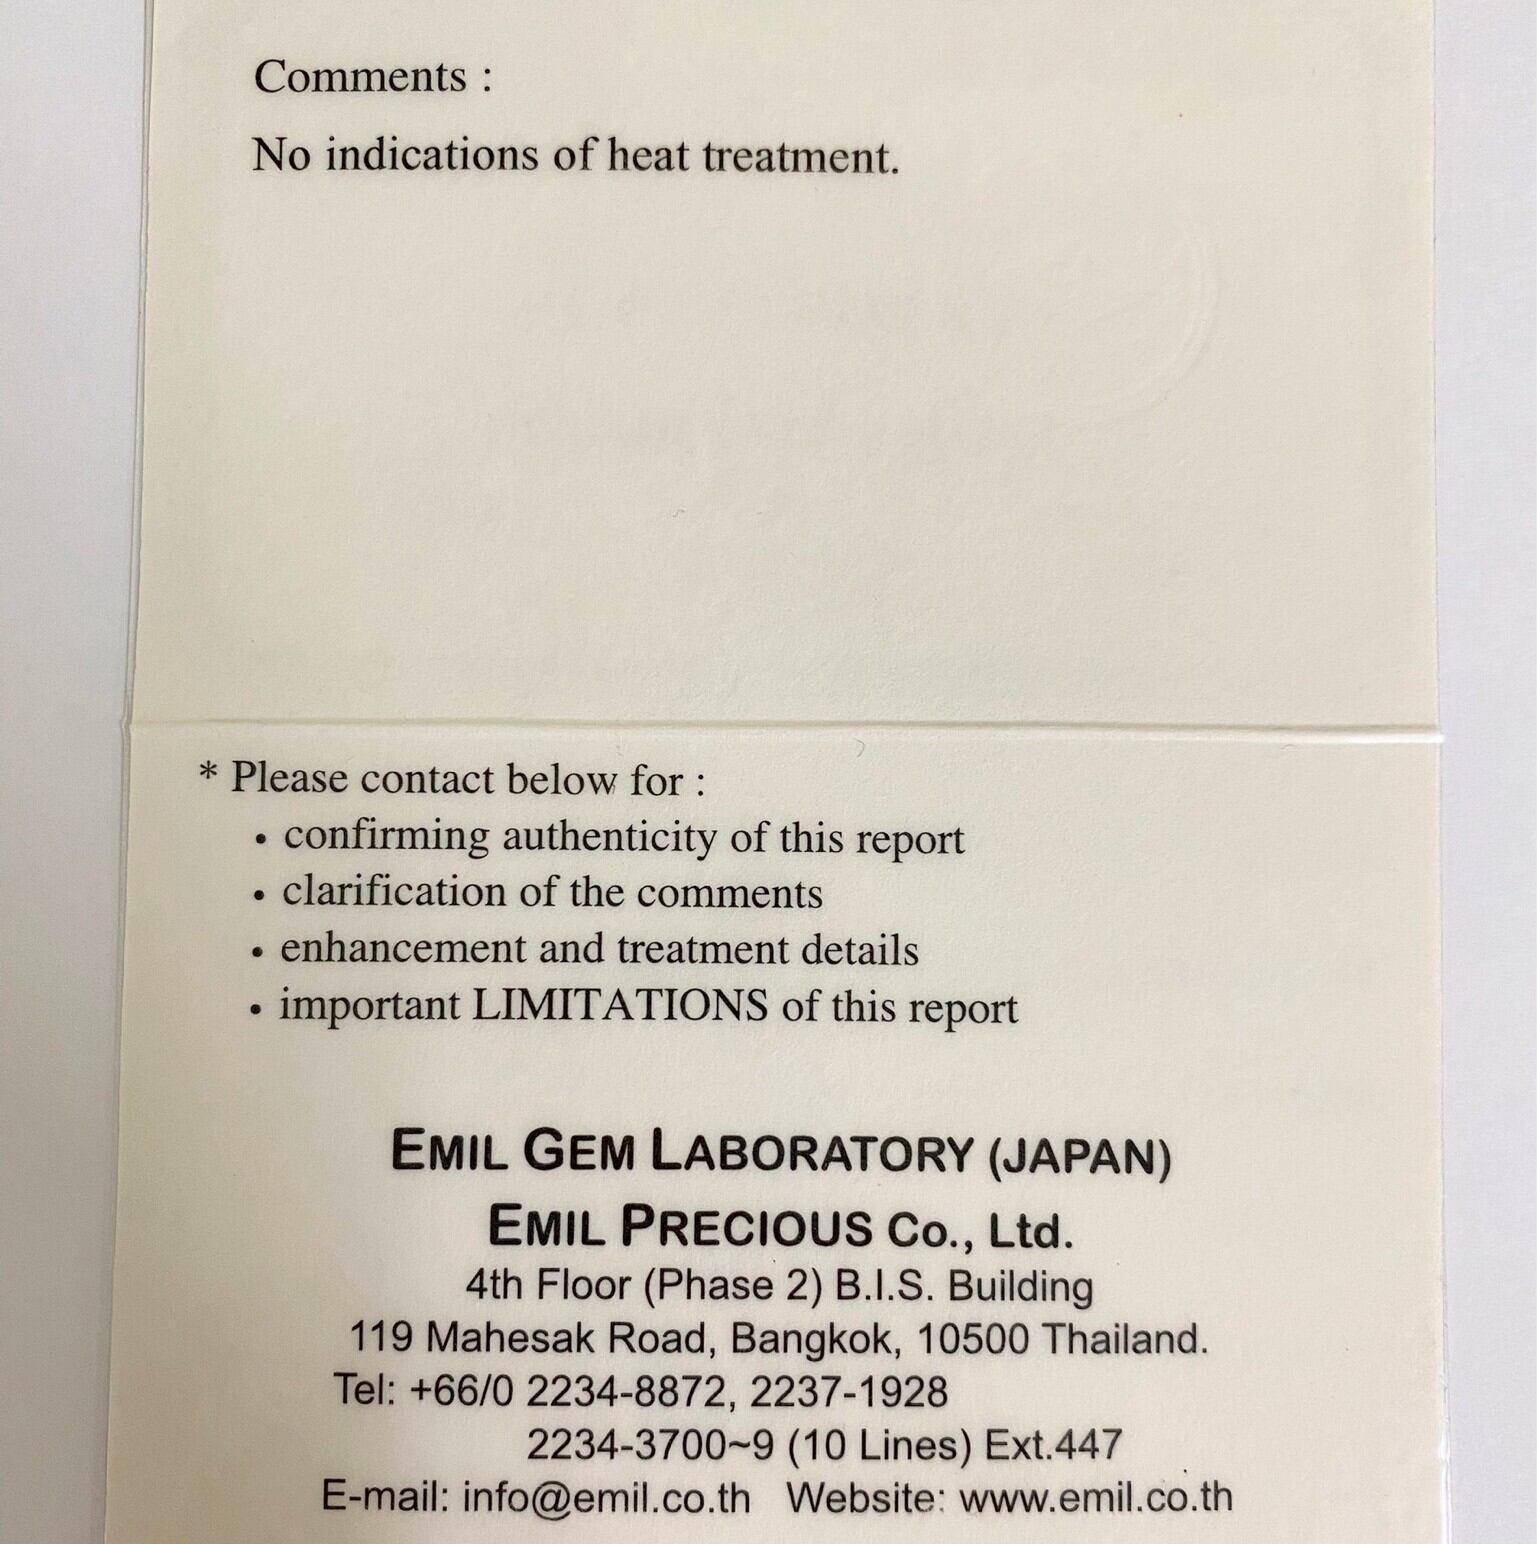 Comments :
No indications of heat treatment.
* Please contact below for :
• confirming authenticity of this report
• clarification of the comments
• enhancement and treatment details
• important LIMITATIONS of this report
EMIL GEM LABORATORY (JAPAN)
EMIL PRECIOUS Co., Ltd.
4th Floor (Phase 2) B.I.S. Building
119 Mahesak Road, Bangkok, 10500 Thailand.
Tel: +66/0 2234-8872, 2237-1928
2234-3700~9 (10 Lines) Ext.447
E-mail: info@emil.co.th Website: www.emil.co.th